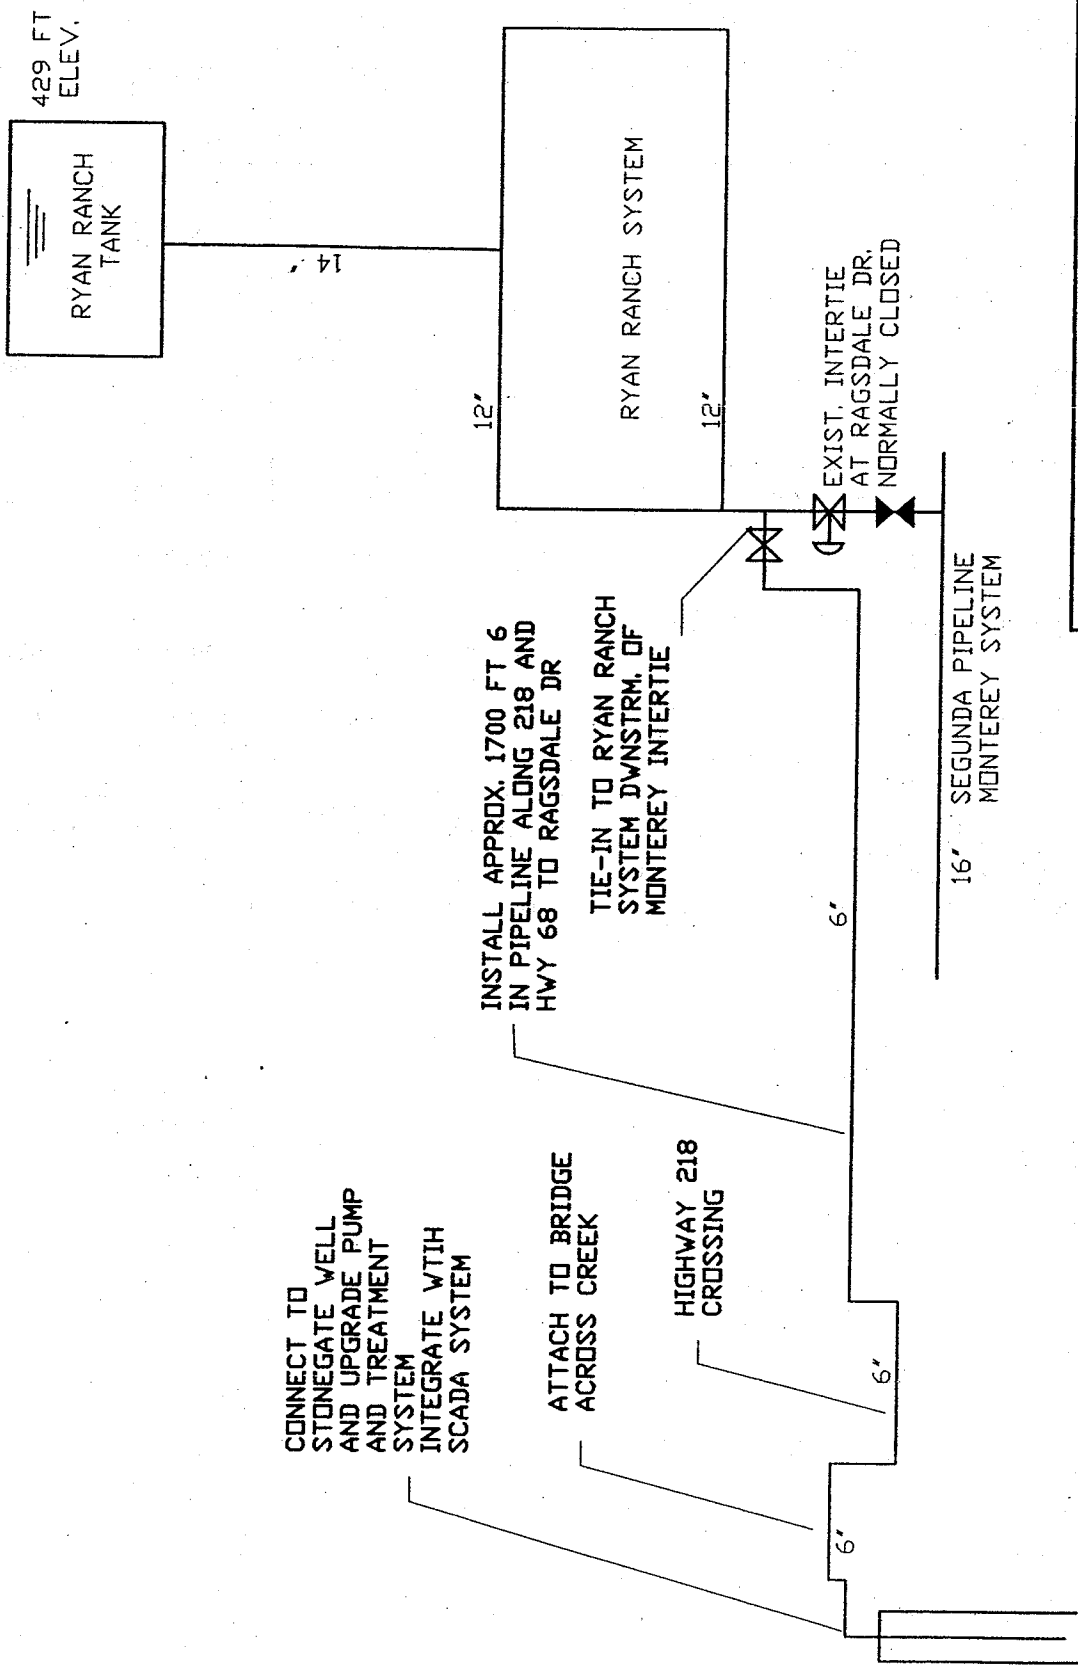 429 FT
ELEV.
RYAN RANCH
TANK
14"
12"
RYAN RANCH SYSTEM
12"
EXIST. INTERTIE
AT RAGSDALE DR.
NORMALLY CLOSED
INSTALL APPROX. 1700 FT 6
IN PIPELINE ALONG 218 AND
HWY 68 TO RAGSDALE DR
TIE-IN TO RYAN RANCH
SYSTEM DWNSTRM. OF
MONTEREY INTERTIE
6"
16" SEGUNDA PIPELINE
MONTEREY SYSTEM
CONNECT TO
STONEGATE WELL
AND UPGRADE PUMP
AND TREATMENT
SYSTEM
INTEGRATE WTIH
SCADA SYSTEM
ATTACH TO BRIDGE
ACROSS CREEK
HIGHWAY 218
CROSSING
6"
6"